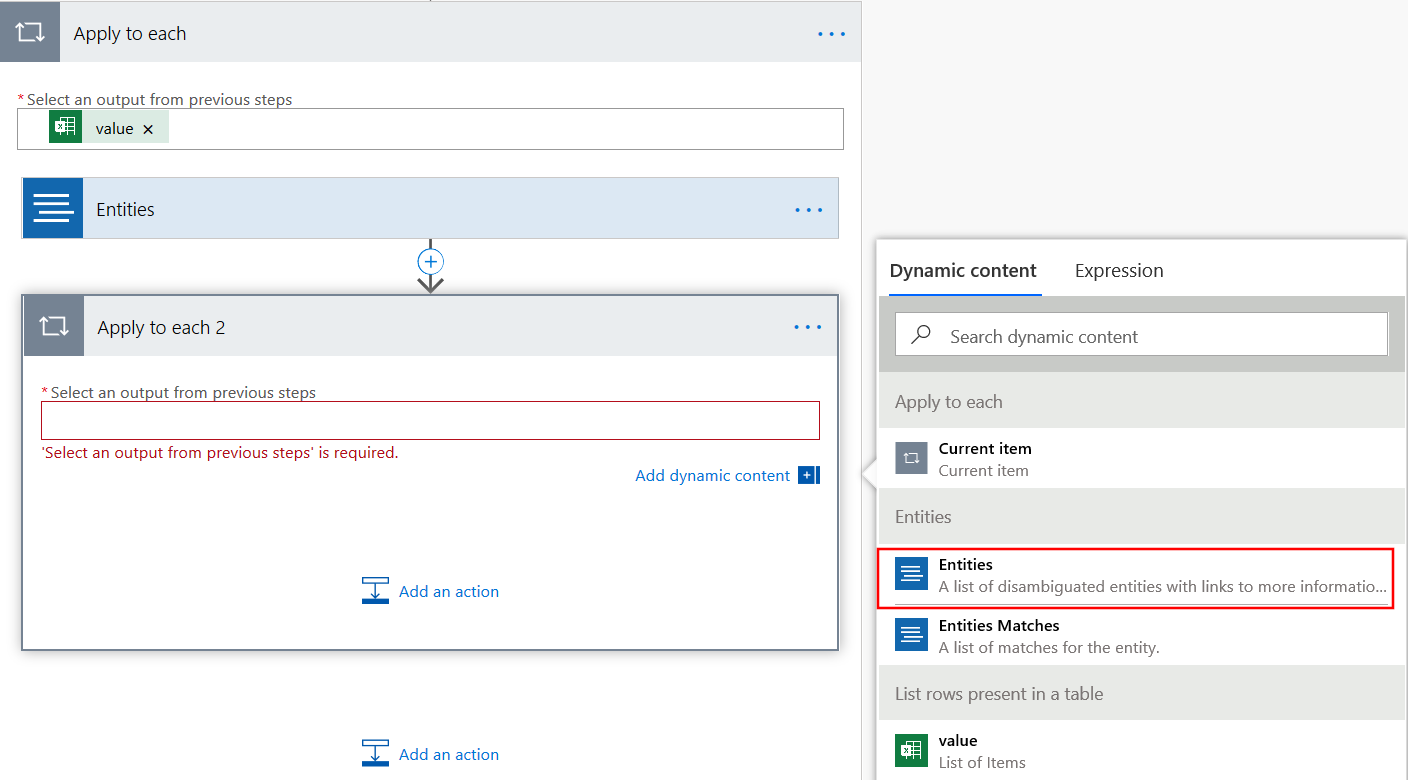 Apply to each
* Select an output from previous steps
value ×
Entities
Apply to each 2
* Select an output from previous steps
'Select an output from previous steps' is required.
Add dynamic content
Add an action
Add an action
Dynamic content Expression
Search dynamic content
Apply to each
Current item
Current item
Entities
Entities
A list of disambiguated entities with links to more informatio...
Entities Matches
A list of matches for the entity.
List rows present in a table
value
List of Items